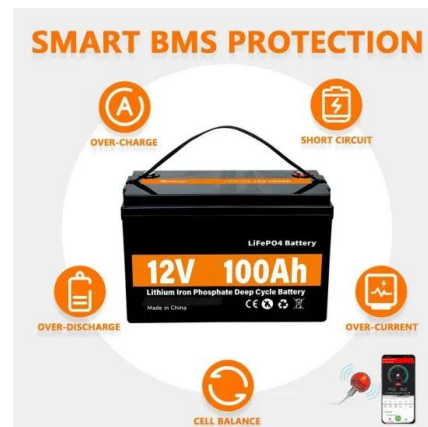 SMART BMS PROTECTION
A
OVER-CHARGE
SHORT CIRCUIT
LiFePO4 Battery
12V 100Ah
Lithium Iron Phosphate Deep Cycle Battery
Made in China
CE
OVER-DISCHARGE
OVER-CURRENT
CELL BALANCE